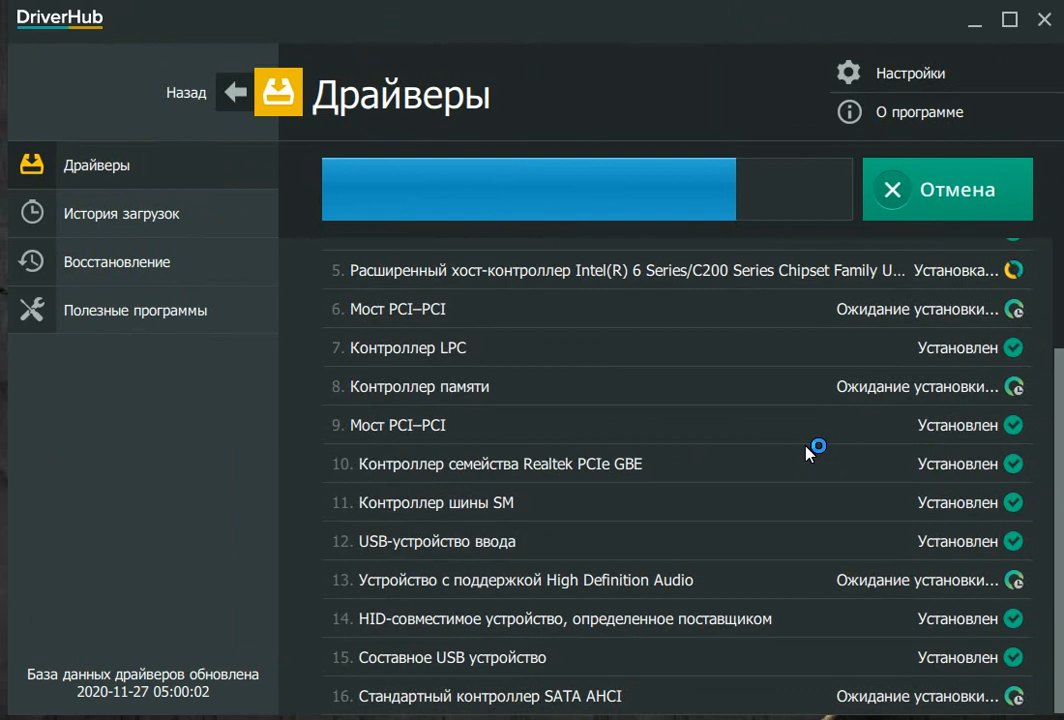 DriverHub
Назад
Драйверы
Настройки
О программе
Драйверы
История загрузок
Восстановление
Полезные программы
Отмена
5. Расширенный хост-контроллер Intel(R) 6 Series/C200 Series Chipset Family U... Установка...
6. Мост PCI–PCI Ожидание установки...
7. Контроллер LPC Установлен
8. Контроллер памяти Ожидание установки...
9. Мост PCI–PCI Установлен
10. Контроллер семейства Realtek PCIe GBE Установлен
11. Контроллер шины SM Установлен
12. USB-устройство ввода Установлен
13. Устройство с поддержкой High Definition Audio Ожидание установки...
14. HID-совместимое устройство, определенное поставщиком Установлен
15. Составное USB устройство Установлен
16. Стандартный контроллер SATA AHCI Ожидание установки...
База данных драйверов обновлена
2020-11-27 05:00:02